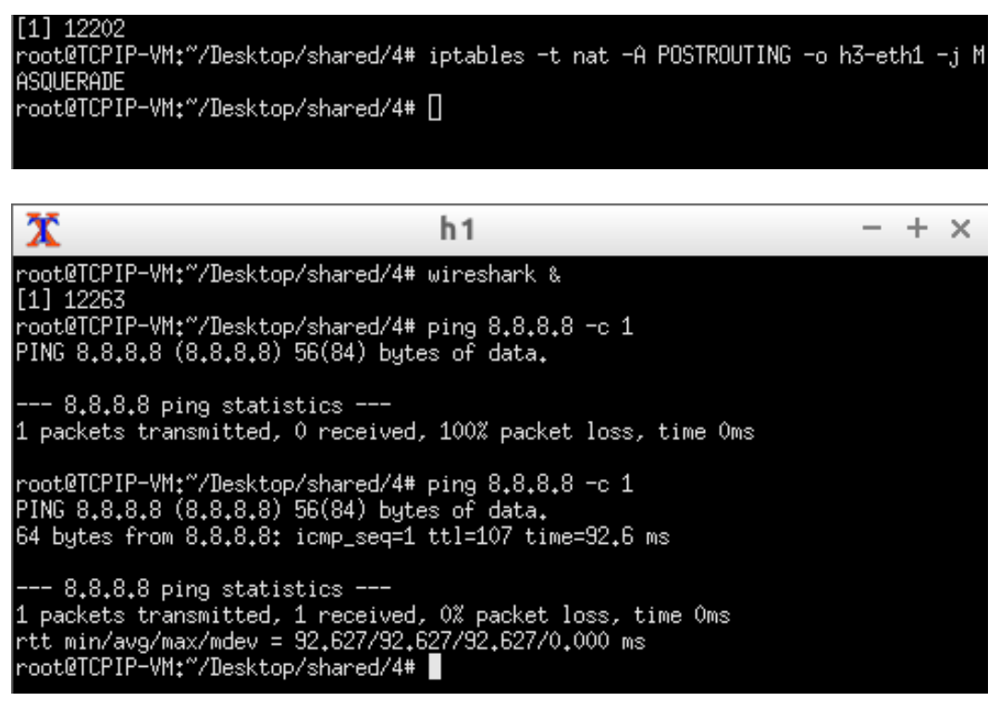 [1] 12202
root@TCPIP-VM:~/Desktop/shared/4# iptables -t nat -A POSTROUTING -o h3-eth1 -j M
ASQUERADE
root@TCPIP-VM:~/Desktop/shared/4#
h1
root@TCPIP-VM:~/Desktop/shared/4# wireshark &
[1] 12263
root@TCPIP-VM:~/Desktop/shared/4# ping 8.8.8.8 -c 1
PING 8.8.8.8 (8.8.8.8) 56(84) bytes of data.
--- 8.8.8.8 ping statistics ---
1 packets transmitted, 0 received, 100% packet loss, time 0ms
root@TCPIP-VM:~/Desktop/shared/4# ping 8.8.8.8 -c 1
PING 8.8.8.8 (8.8.8.8) 56(84) bytes of data.
64 bytes from 8.8.8.8: icmp_seq=1 ttl=107 time=92.6 ms
--- 8.8.8.8 ping statistics ---
1 packets transmitted, 1 received, 0% packet loss, time 0ms
rtt min/avg/max/mdev = 92.627/92.627/92.627/0.000 ms
root@TCPIP-VM:~/Desktop/shared/4#